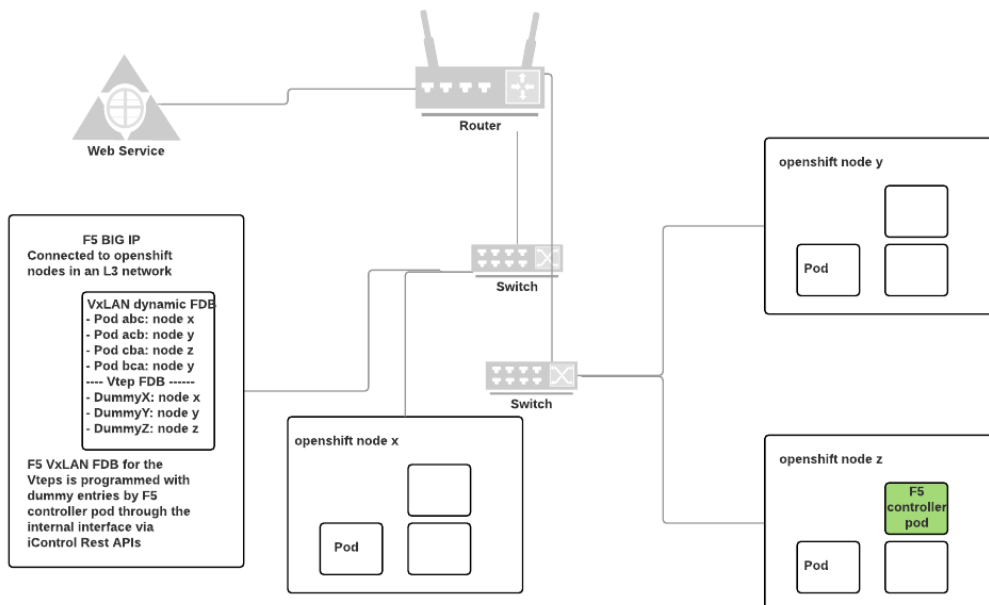 Router
Web Service
openshift node y
Pod
F5 BIG IP
Connected to openshift
nodes in an L3 network
VxLAN dynamic FDB
- Pod abc: node x
- Pod acb: node y
- Pod cba: node z
- Pod bca: node y
---- Vtep FDB ------
- DummyX: node x
- DummyY: node y
- DummyZ: node z
F5 VxLAN FDB for the
Vteps is programmed with
dummy entries by F5
controller pod through the
internal interface via
iControl Rest APIs
Switch
Switch
openshift node x
Pod
openshift node z
F5
controller
pod
Pod